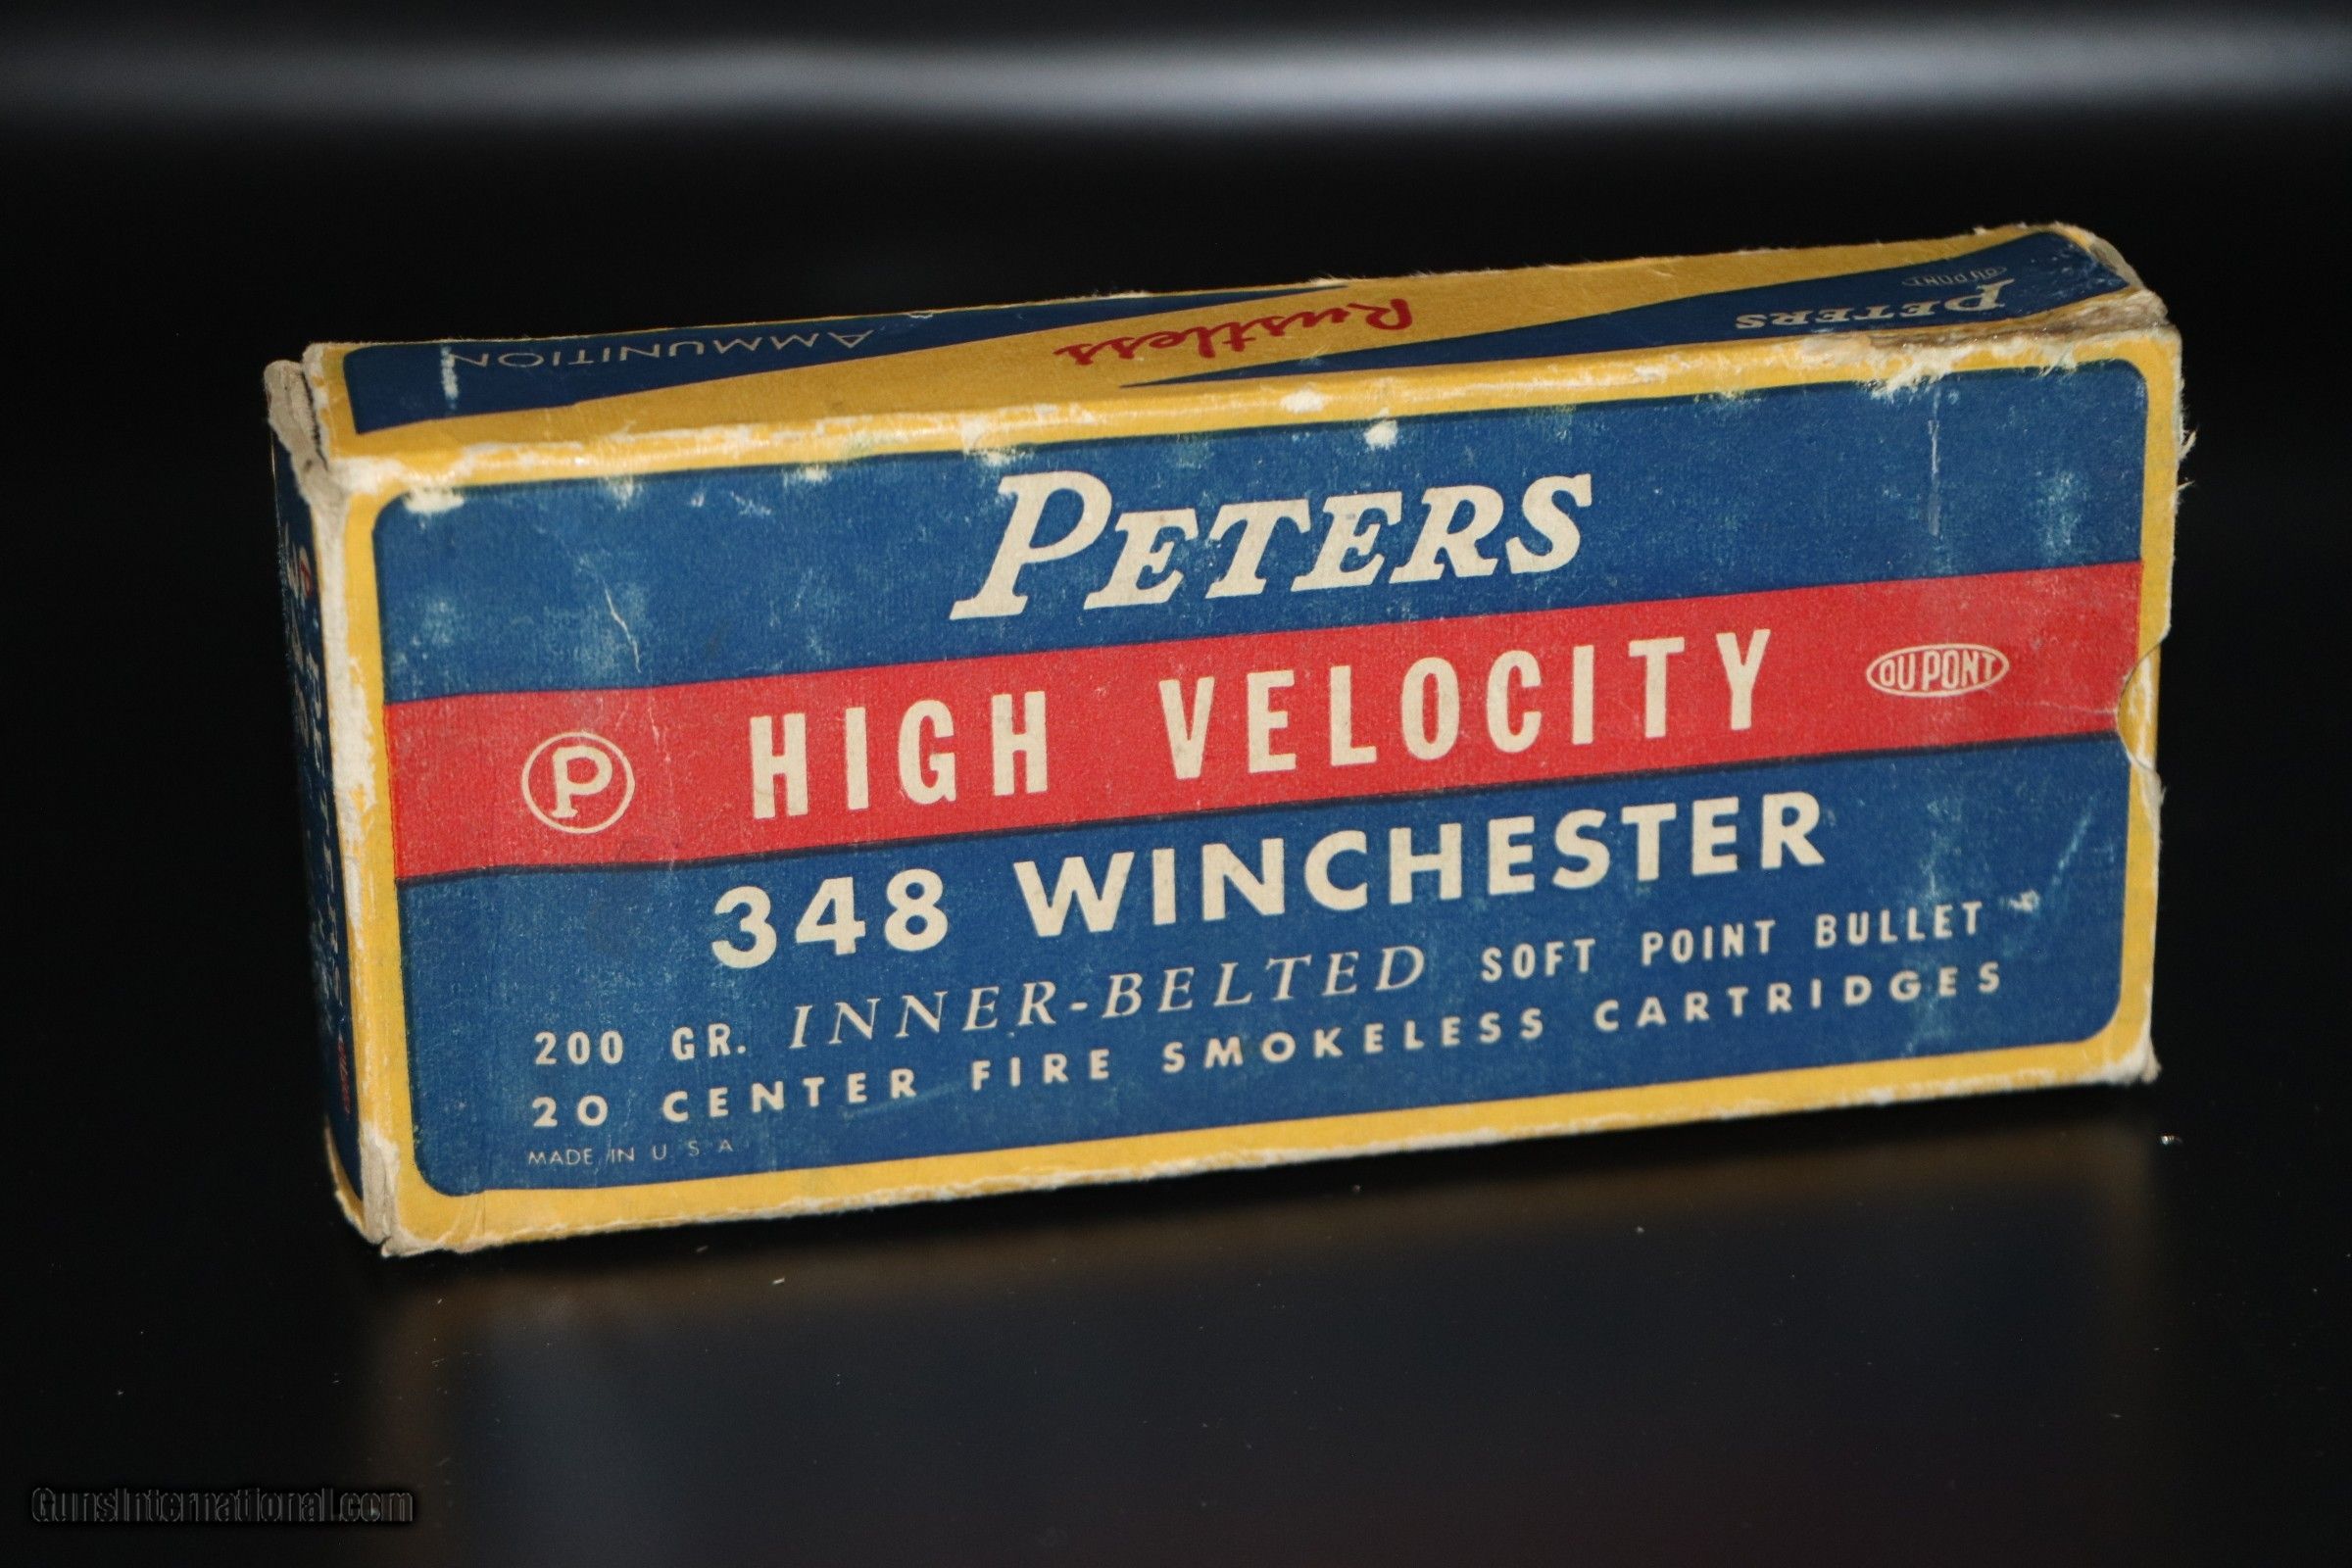 AMMUNITION
Rustless
PETERS
PETERS
DU PONT
PETERS
P
HIGH VELOCITY
DU PONT
348 WINCHESTER
200 GR. INNER-BELTED SOFT POINT BULLET
20 CENTER FIRE SMOKELESS CARTRIDGES
MADE IN U S A
GunsInternational.com